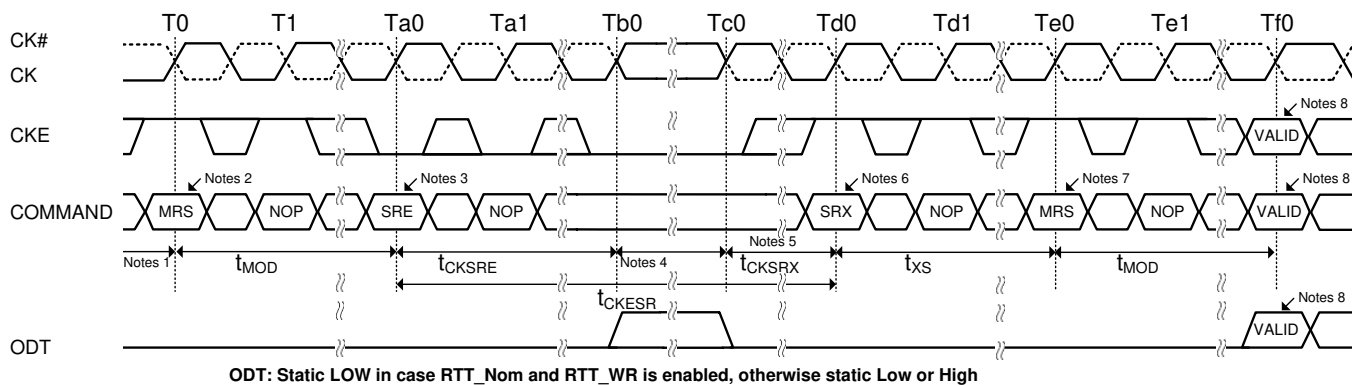 T0 T1 Ta0 Ta1 Tb0 Tc0 Td0 Td1 Te0 Te1 Tf0
CK#
CK
CKE
Notes 8
VALID
COMMAND
Notes 2
Notes 3
Notes 6
Notes 7
Notes 8
MRS NOP SRE NOP SRX NOP MRS NOP VALID
Notes 1 tMOD tCKSRE Notes 4 Notes 5 tCKSRX tXS tMOD
tCKESR
Notes 8
ODT
VALID
ODT: Static LOW in case RTT_Nom and RTT_WR is enabled, otherwise static Low or High